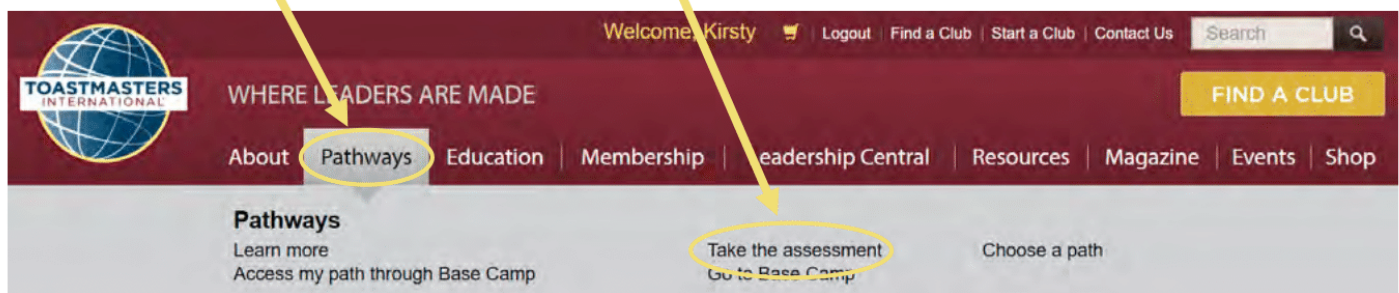 Welcome, Kirsty Logout Find a Club Start a Club Contact Us Search
TOASTMASTERS
INTERNATIONAL
WHERE LEADERS ARE MADE
FIND A CLUB
About Pathways Education Membership Leadership Central Resources Magazine Events Shop
Pathways
Learn more Take the assessment Choose a path
Access my path through Base Camp Go to Base Camp